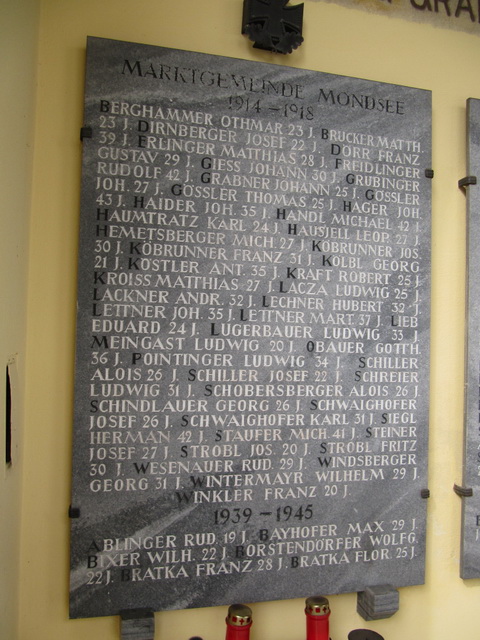 MARKTGEMEINDE MONDSEE
1914-1918
BERGHAMMER OTHMAR 23 J. BRUCKER MATTH.
23 J. DIRNBERGER JOSEF 22 J. DÖRR FRANZ
39 J. ERLINGER MATTHIAS 28 J. FREIDLINGER
GUSTAV 29 J. GIESS JOHANN 30 J. GRUBINGER
RUDOLF 42 J. GRABNER JOHANN 25 J. GÖSSLER
JOH. 27 J. GÖSSLER THOMAS 25 J. HAGER JOH.
43 J. HAIDER JOH. 35 J. HANDL MICHAEL 42 J.
HAUMTRATZ KARL 24 J. HAUSJELL LEOP. 27 J.
HEMETSBERGER MICH. 27 J. KÖBRUNNER JOS.
30 J. KÖBRUNNER FRANZ 31 J. KÖLBL GEORG
21 J. KÖSTLER ANT. 35 J. KRAFT ROBERT 25 J.
KROISS MATTHIAS 27 J. LACZA LUDWIG 25 J.
LACKNER ANDR. 32 J. LECHNER HUBERT 32 J.
LETTNER JOH. 35 J. LETTNER MART. 37 J. LIEB
EDUARD 24 J. LUGERBAUER LUDWIG 33 J.
MEINGAST LUDWIG 20 J. OBAUER GOTTH.
36 J. POINTINGER LUDWIG 34 J. SCHILLER
ALOIS 26 J. SCHILLER JOSEF 22 J. SCHREIER
LUDWIG 31 J. SCHOBERSBERGER ALOIS 26 J.
SCHINDLAUER GEORG 26 J. SCHWAIGHOFER
JOSEF 26 J. SCHWAIGHOFER KARL 31 J. SIEGL
HERMAN 42 J. STAUFER MICH. 41 J. STEINER
JOSEF 27 J. STROBL JOS. 20 J. STROBL FRITZ
30 J. WESENAUER RUD. 29 J. WINDSBERGER
GEORG 31 J. WINTERMAYR WILHELM 29 J.
WINKLER FRANZ 20 J.
1939-1945
ABLINGER RUD. 19 J. BAYHOFER MAX 29 J.
BIXER WILH. 22 J. BORSTENDÖRFER WOLFG.
22 J. BRATKA FRANZ 28 J. BRATKA FLOR. 25 J.